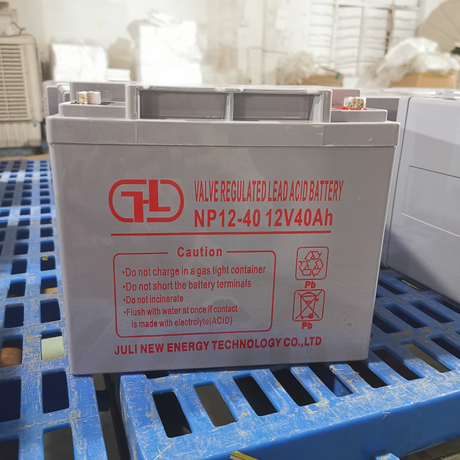 VALVE REGULATED LEAD ACID BATTERY
NP12-40 12V40Ah
Caution
•Do not charge in a gas tight container
•Do not short the battery terminals
•Do not incinerate
•Flush with water at once if contact
is made with electrolyte(ACID)
Pb
Pb
JULI NEW ENERGY TECHNOLOGY CO.,LTD